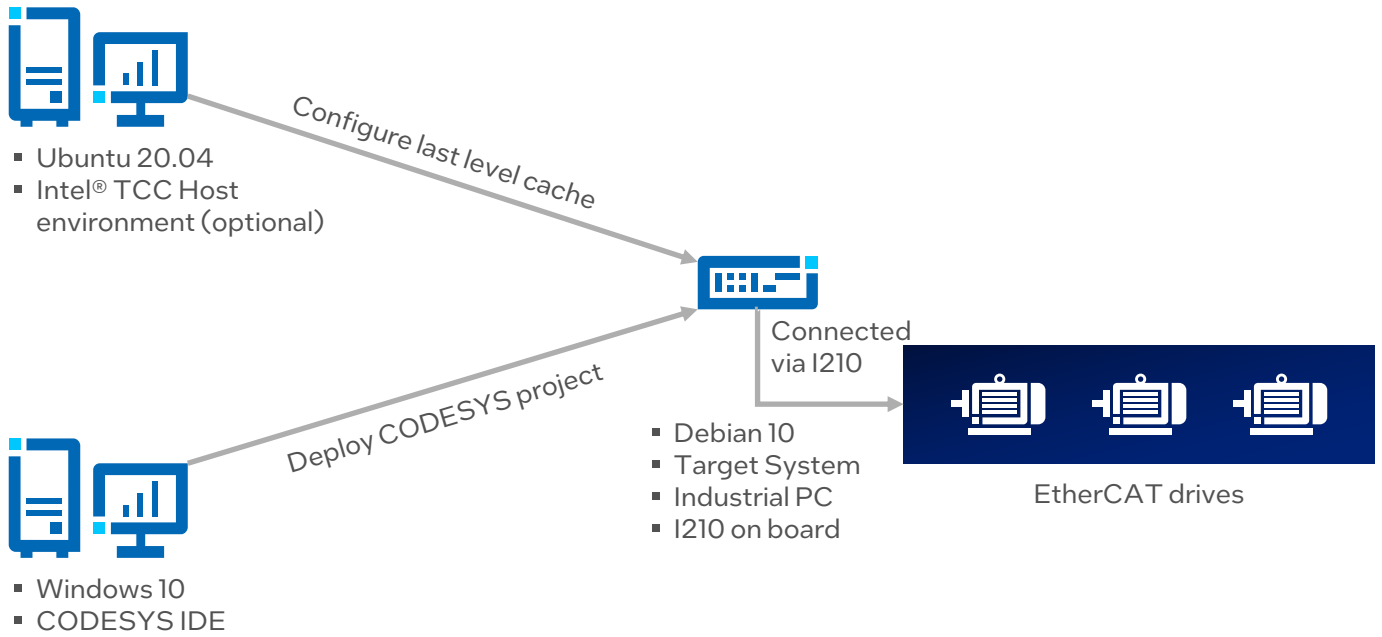 ▪ Ubuntu 20.04
▪ Intel® TCC Host
environment (optional)
Configure last level cache
Deploy CODESYS project
▪ Windows 10
▪ CODESYS IDE
Connected
via I210
▪ Debian 10
▪ Target System
▪ Industrial PC
▪ I210 on board
EtherCAT drives